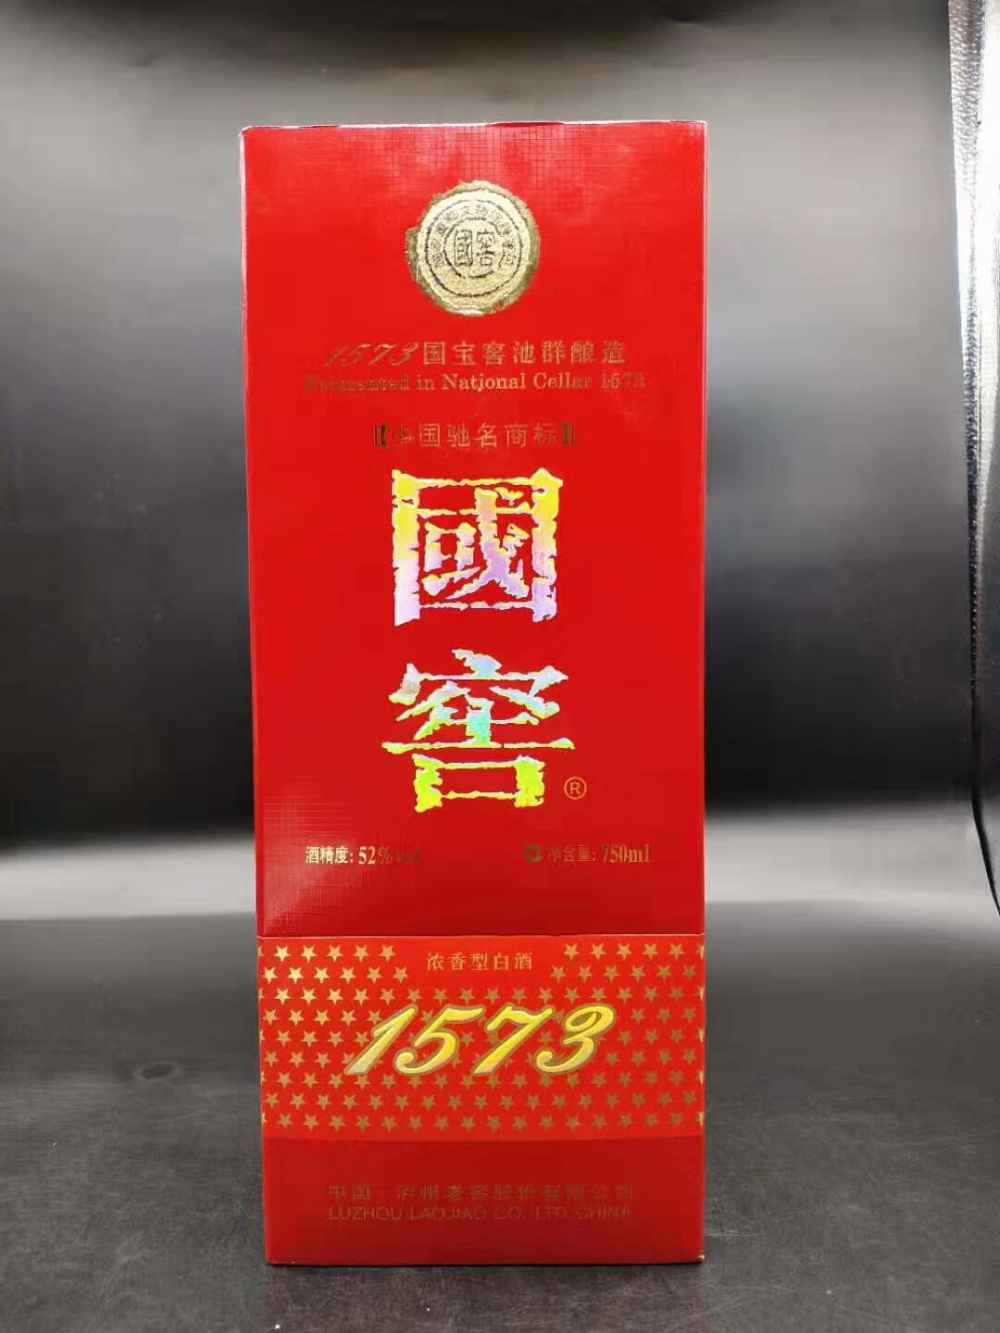 國窖
1573国宝窖池群酿造
Fermented in National Cellar 1573
【中国驰名商标】
國
窖
®
酒精度: 52%vol
净含量: 750ml
浓香型白酒
1573
中国·泸州老窖股份有限公司
LUZHOU LAOJIAO CO. LTD. CHINA